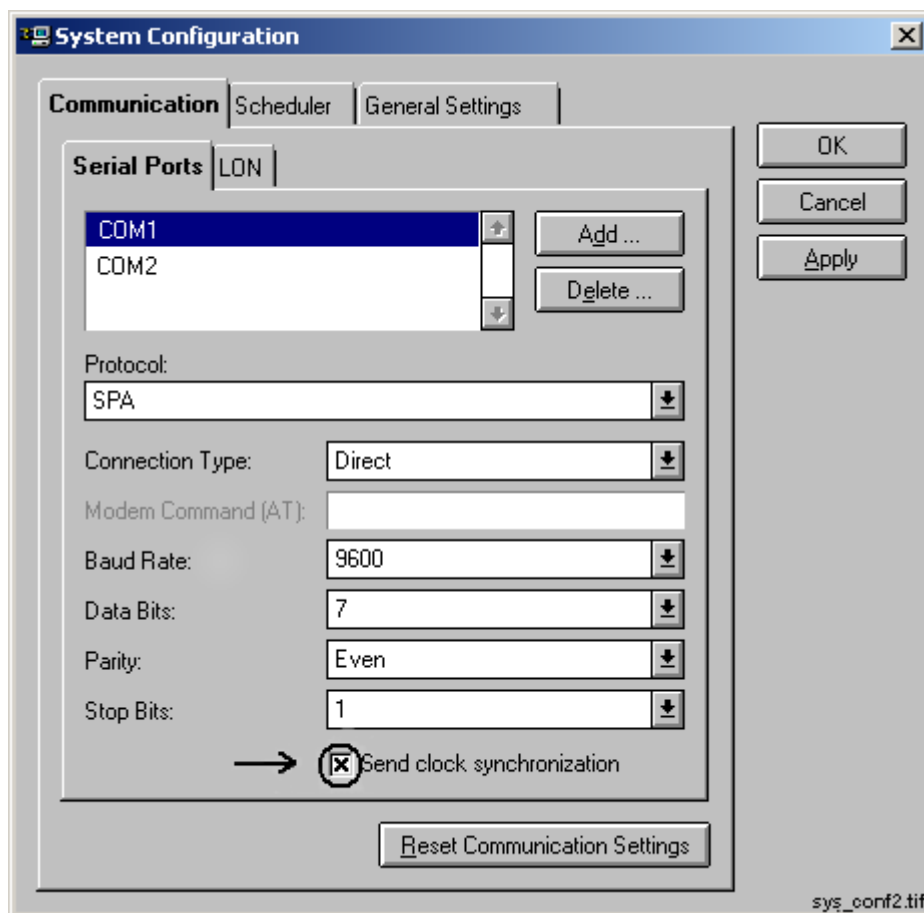 System Configuration
Communication Scheduler General Settings
Serial Ports LON
OK
Cancel
Apply
COM1
COM2
Add ...
Delete ...
Protocol:
SPA
Connection Type: Direct
Modem Command (AT):
Baud Rate: 9600
Data Bits: 7
Parity: Even
Stop Bits: 1
Send clock synchronization
Reset Communication Settings
sys_conf2.tif